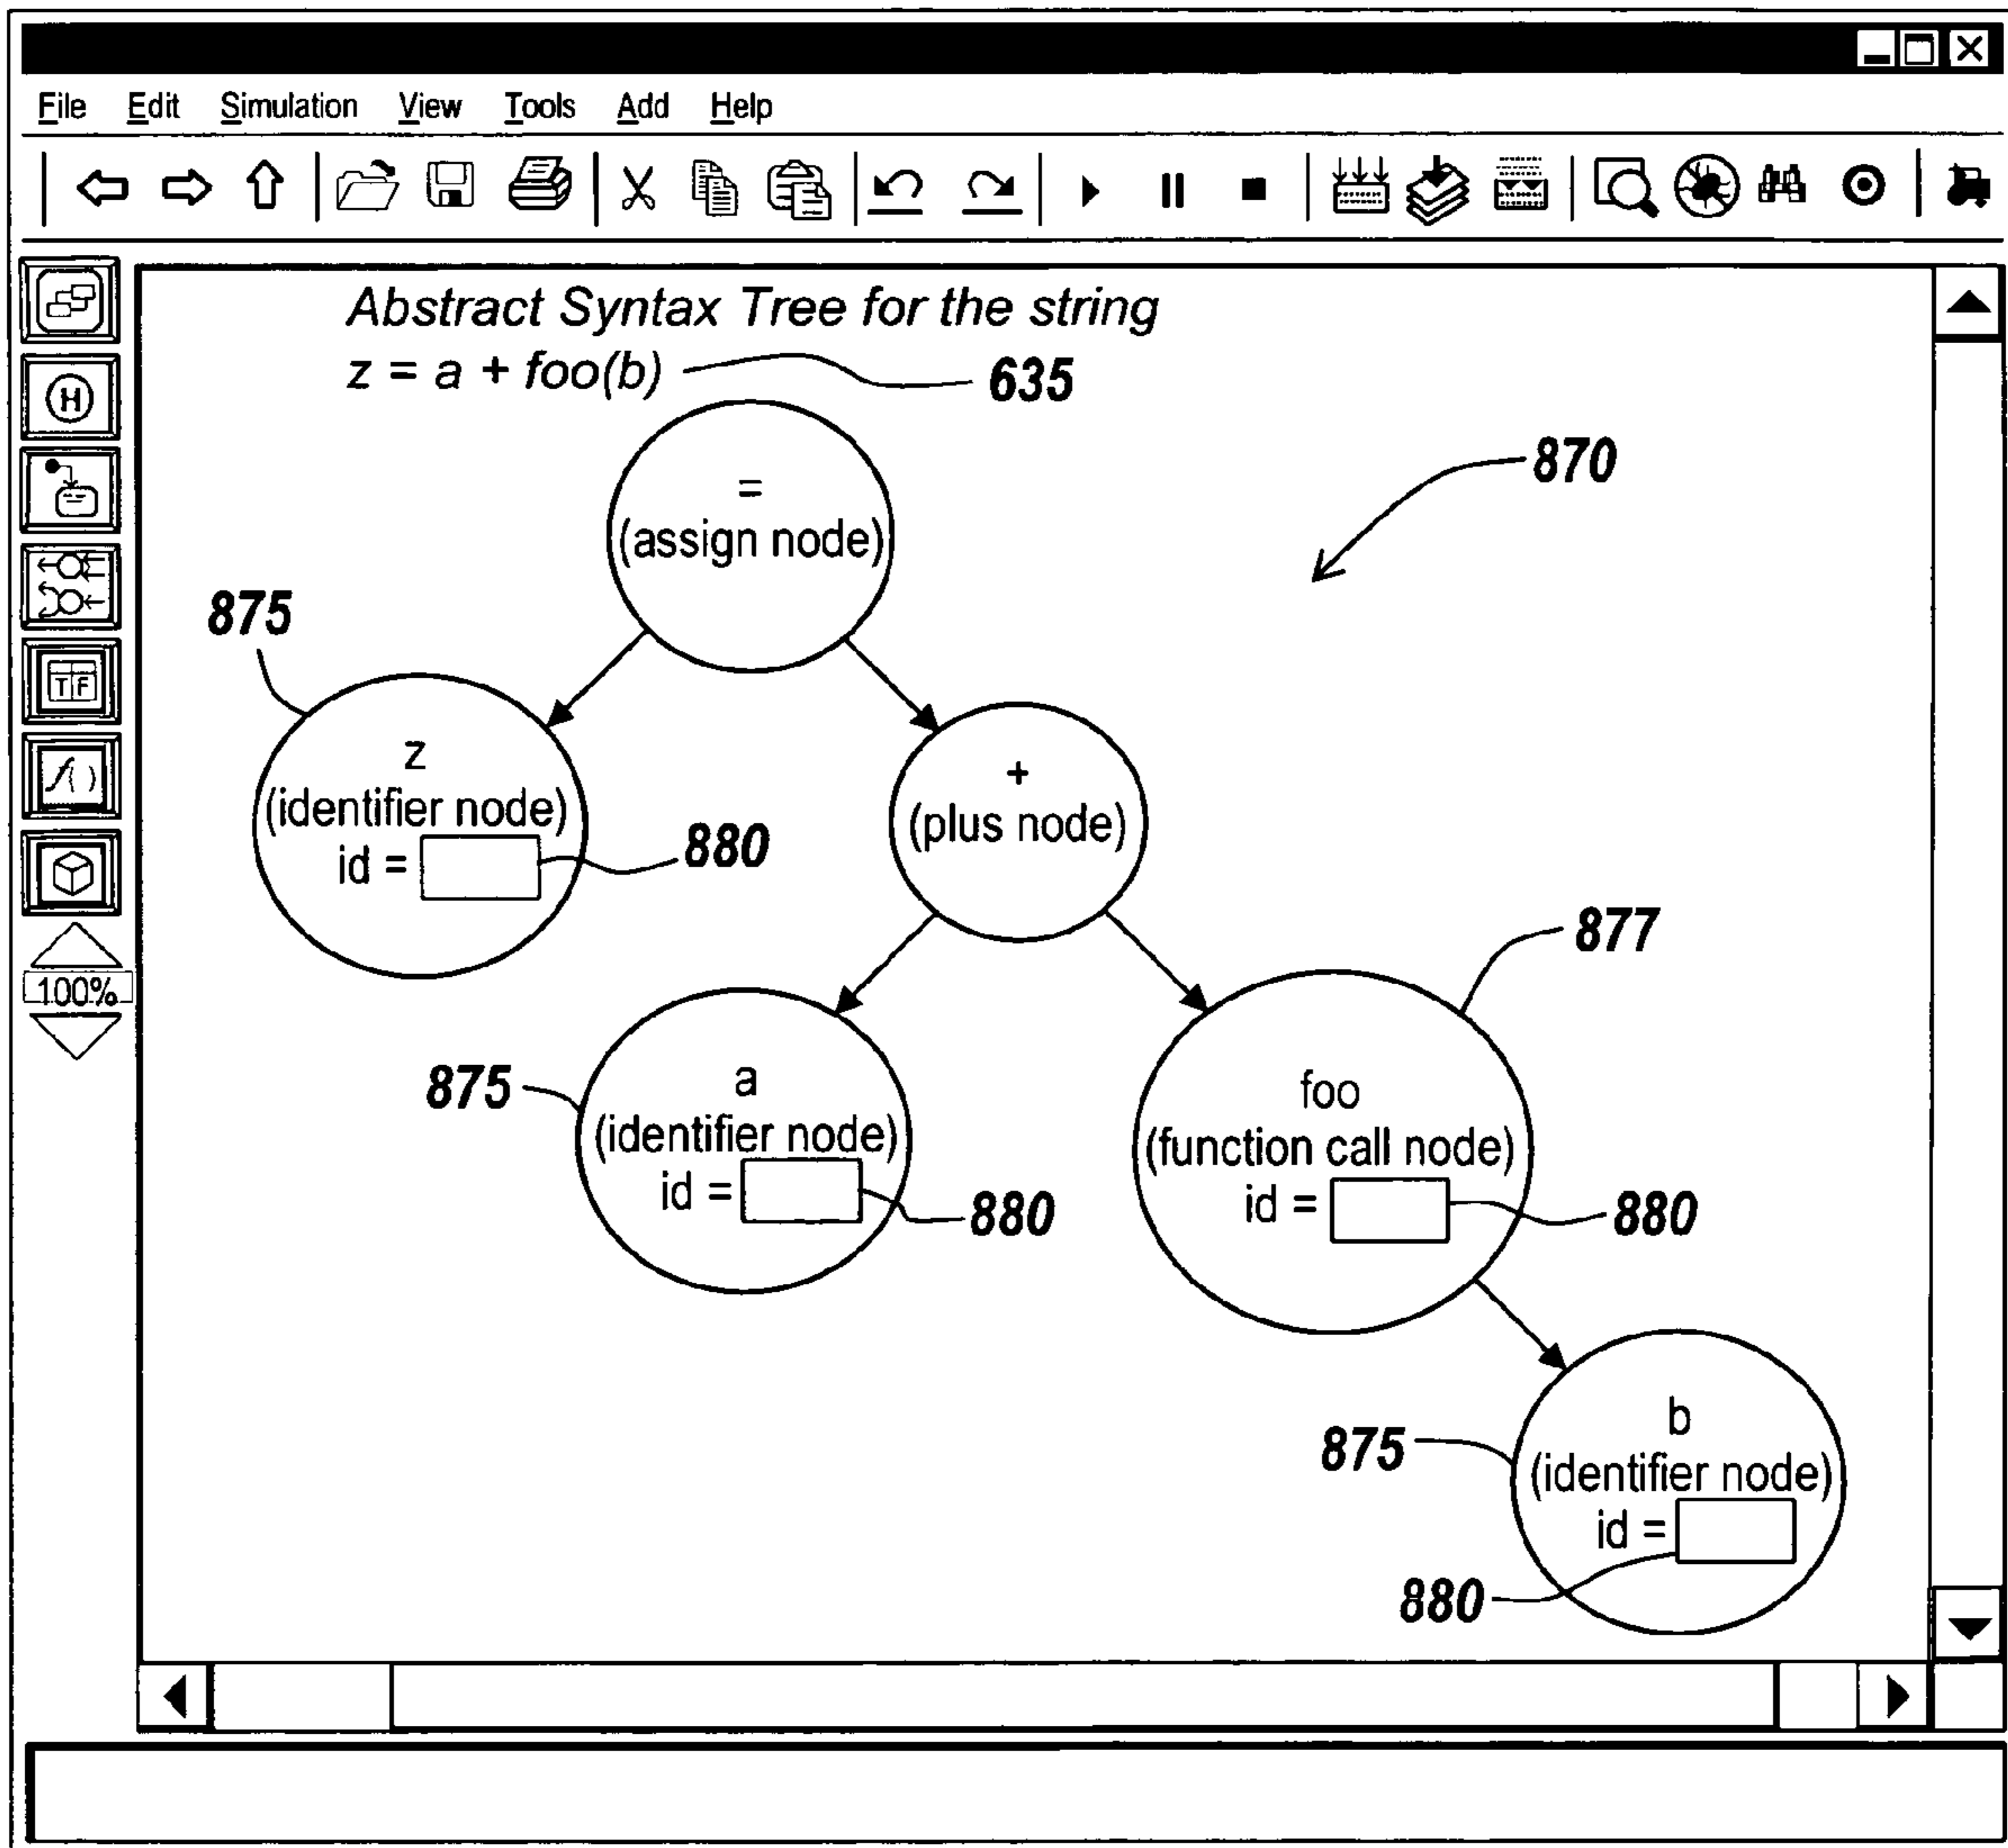 File Edit Simulation View Tools Add Help
Abstract Syntax Tree for the string
z = a + foo(b) 635
870
=
(assign node)
875
z
(identifier node)
id =
880
+
(plus node)
877
875
a
(identifier node)
id =
880
foo
(function call node)
id =
880
875
b
(identifier node)
id =
880
H
T F
f( )
100%